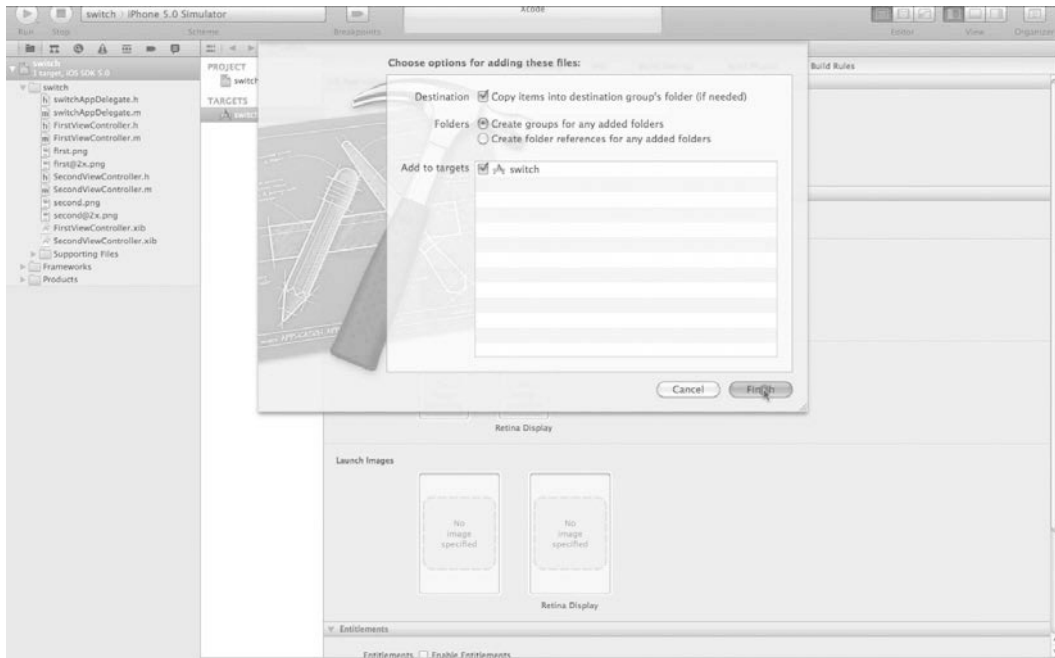 Xcode
switch
iPhone 5.0 Simulator
Run
Stop
Scheme
Breakpoints
Editor
View
Organizer
switch
1 target, iOS SDK 5.0
switch
switchAppDelegate.h
switchAppDelegate.m
FirstViewController.h
FirstViewController.m
first.png
first@2x.png
SecondViewController.h
SecondViewController.m
second.png
second@2x.png
FirstViewController.xib
SecondViewController.xib
Supporting Files
Frameworks
Products
PROJECT
switch
TARGETS
switch
Build Rules
Choose options for adding these files:
Destination Copy items into destination group's folder (if needed)
Folders Create groups for any added folders
Create folder references for any added folders
Add to targets switch
Cancel
Finish
Retina Display
Launch Images
No
image
specified
No
image
specified
Retina Display
Entitlements
Entitlements Enable Entitlements